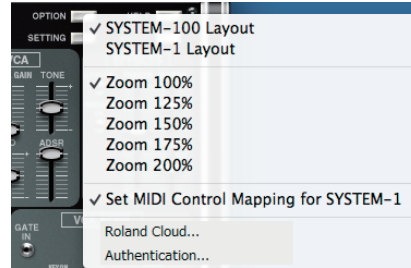 OPTION
SETTING
✓ SYSTEM-100 Layout
SYSTEM-1 Layout
VCA
GAIN TONE
✓ Zoom 100%
Zoom 125%
Zoom 150%
ADSR
Zoom 175%
Zoom 200%
✓ Set MIDI Control Mapping for SYSTEM-1
GATE
IN
Roland Cloud...
Authentication...